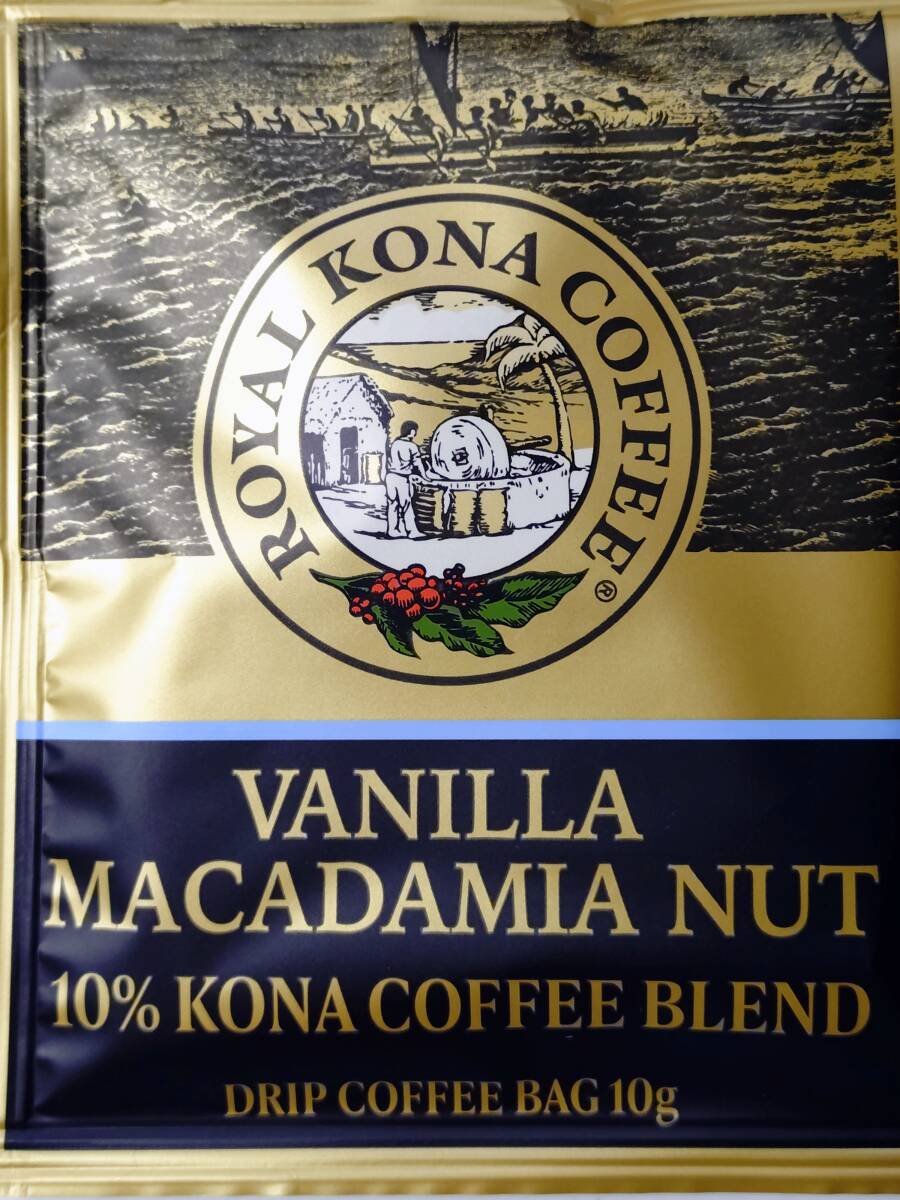 ROYAL KONA COFFEE®
VANILLA
MACADAMIA NUT
10% KONA COFFEE BLEND
DRIP COFFEE BAG 10g